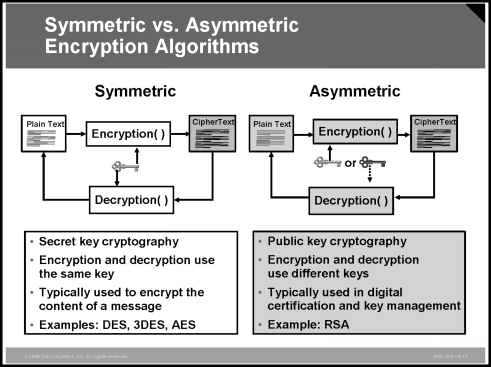 Symmetric vs. Asymmetric
Encryption Algorithms
Symmetric
Plain Text
Encryption( )
CipherText
Decryption( )
• Secret key cryptography
• Encryption and decryption use
the same key
• Typically used to encrypt the
content of a message
• Examples: DES, 3DES, AES
Asymmetric
Plain Text
Encryption( )
CipherText
or
Decryption( )
• Public key cryptography
• Encryption and decryption
use different keys
• Typically used in digital
certification and key management
• Example: RSA